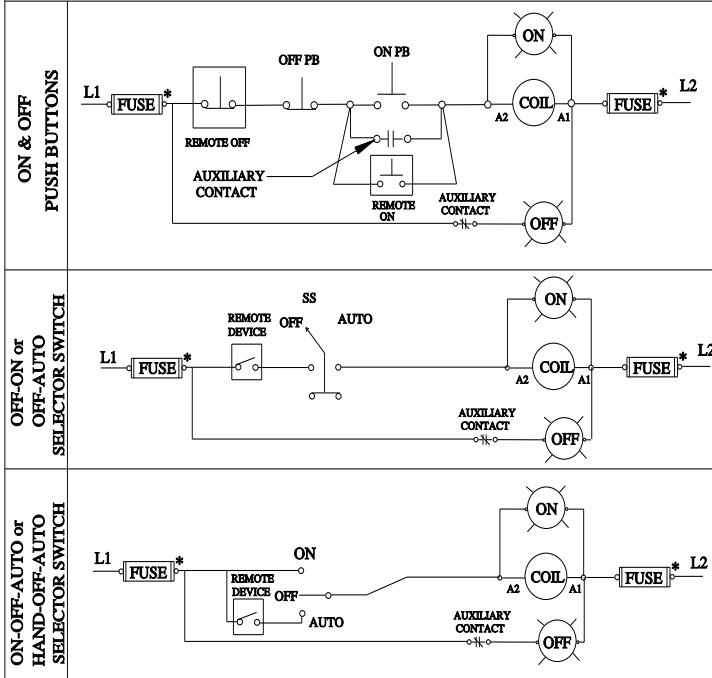 ON & OFF
PUSH BUTTONS
L1
FUSE
*
REMOTE OFF
OFF PB
ON PB
AUXILIARY
CONTACT
REMOTE
ON
AUXILIARY
CONTACT
ON
COIL
A2
A1
OFF
FUSE
*
L2
OFF-ON or
OFF-AUTO
SELECTOR SWITCH
L1
FUSE
*
REMOTE
DEVICE
SS
OFF
AUTO
AUXILIARY
CONTACT
ON
COIL
A2
A1
OFF
FUSE
*
L2
ON-OFF-AUTO or
HAND-OFF-AUTO
SELECTOR SWITCH
L1
FUSE
*
REMOTE
DEVICE
ON
OFF
AUTO
AUXILIARY
CONTACT
ON
COIL
A2
A1
OFF
FUSE
*
L2